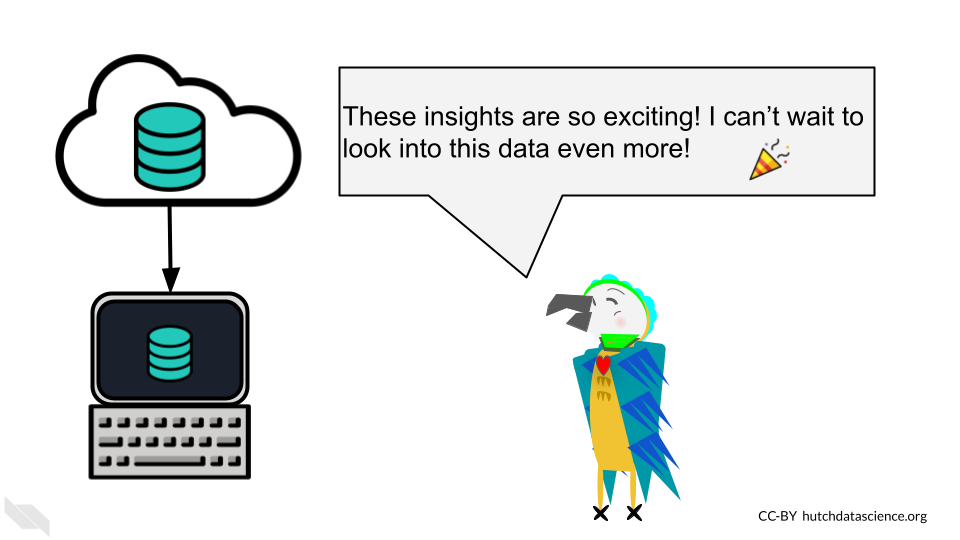 These insights are so exciting! I can’t wait to
look into this data even more!
CC-BY hutchdatascience.org